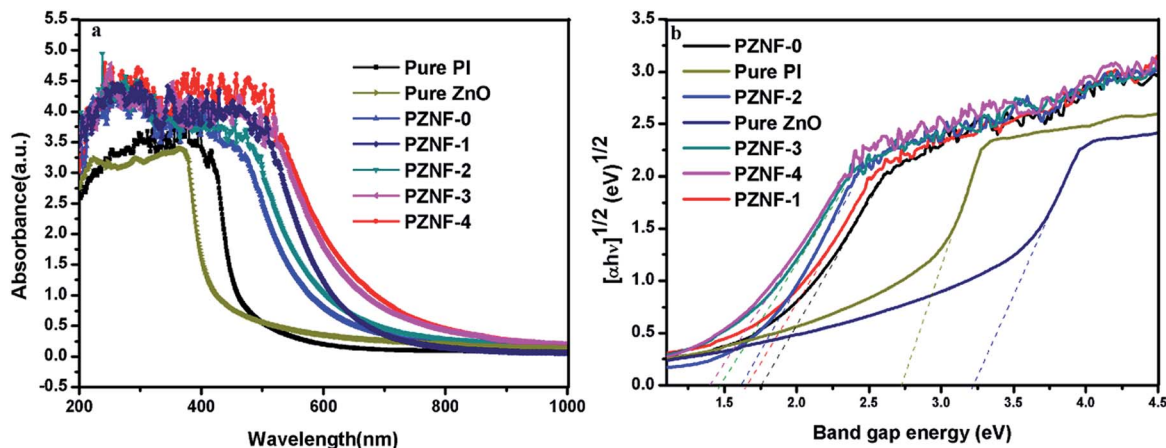 a
5.5
5.0
4.5
4.0
3.5
3.0
2.5
2.0
1.5
1.0
0.5
0.0
-0.5
Absorbance(a.u.)
Pure PI
Pure ZnO
PZNF-0
PZNF-1
PZNF-2
PZNF-3
PZNF-4
200 400 600 800 1000
Wavelength(nm)
b
3.5
3.0
2.5
2.0
1.5
1.0
0.5
0.0
[αhν]1/2 (eV)1/2
PZNF-0
Pure PI
PZNF-2
Pure ZnO
PZNF-3
PZNF-4
PZNF-1
1.5 2.0 2.5 3.0 3.5 4.0 4.5
Band gap energy (eV)